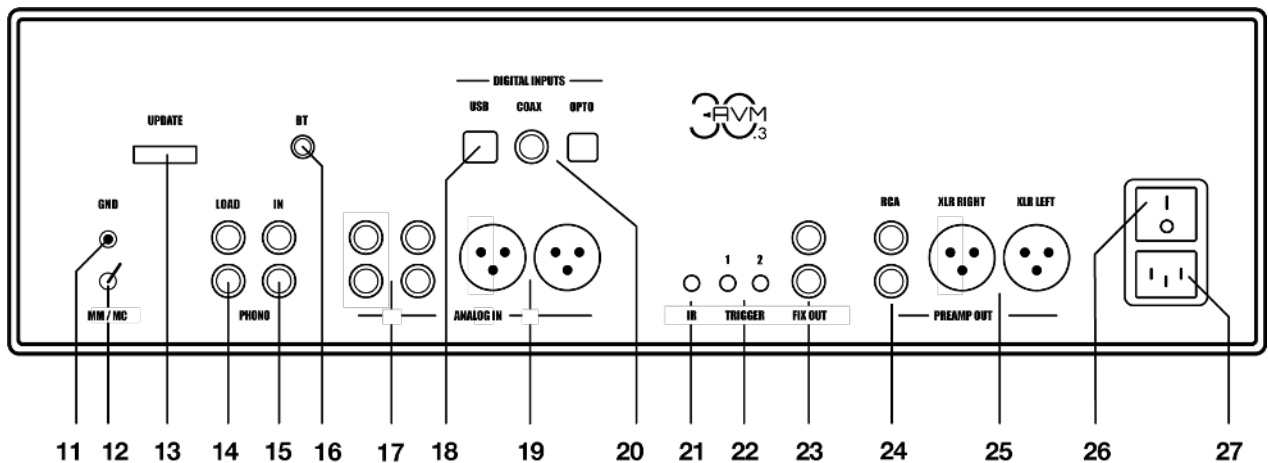 DIGITAL INPUTS
USB COAX OPTO
30 AVM .3
UPDATE BT
GND LOAD IN RCA XLR RIGHT XLR LEFT
1 2
MM / MC PHONO ANALOG IN IR TRIGGER FIX OUT PREAMP OUT
11 12 13 14 15 16 17 18 19 20 21 22 23 24 25 26 27